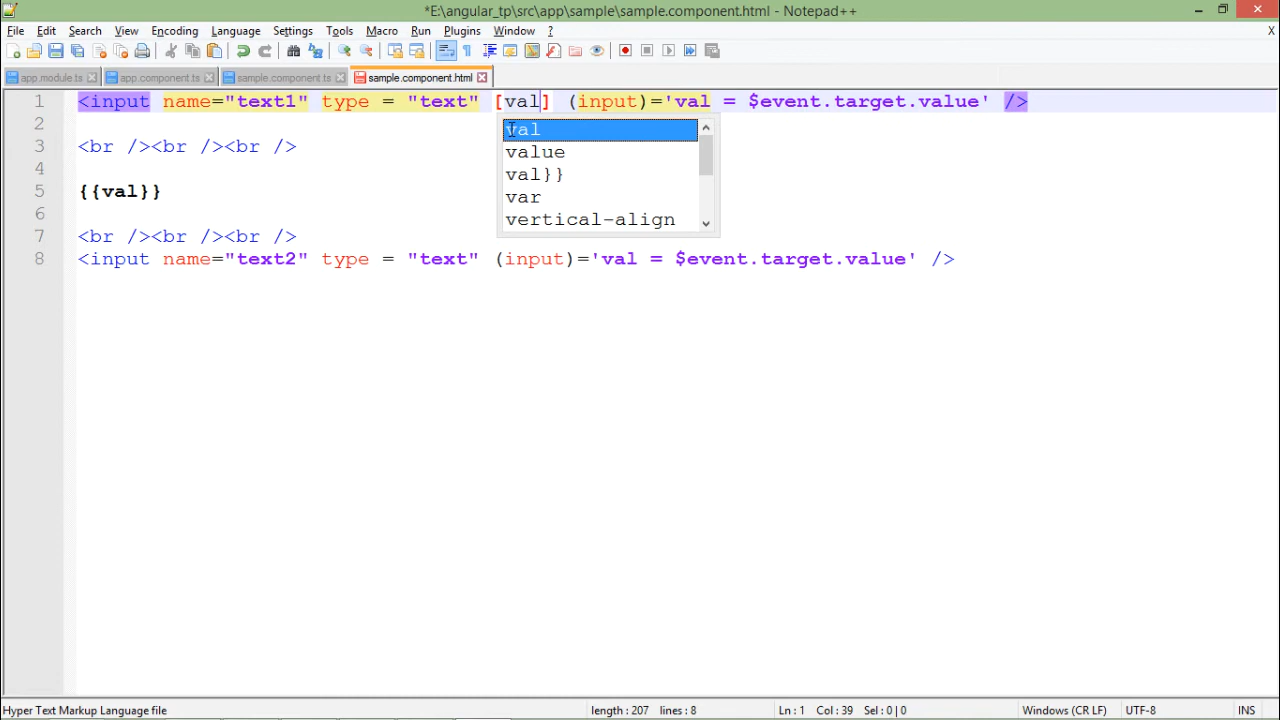 *E:\angular_tp\src\app\sample\sample.component.html - Notepad++
File Edit Search View Encoding Language Settings Tools Macro Run Plugins Window ? X
app.module.ts app.component.ts sample.component.ts sample.component.html
1 <input name="text1" type = "text" [val] (input)='val = $event.target.value' />
val
2
3 <br /><br /><br />
value
4
val}}
5 {{val}}
var
6
vertical-align
7 <br /><br /><br />
8 <input name="text2" type = "text" (input)='val = $event.target.value' />
Hyper Text Markup Language file length : 207 lines : 8 Ln : 1 Col : 39 Sel : 0 | 0 Windows (CR LF) UTF-8 INS